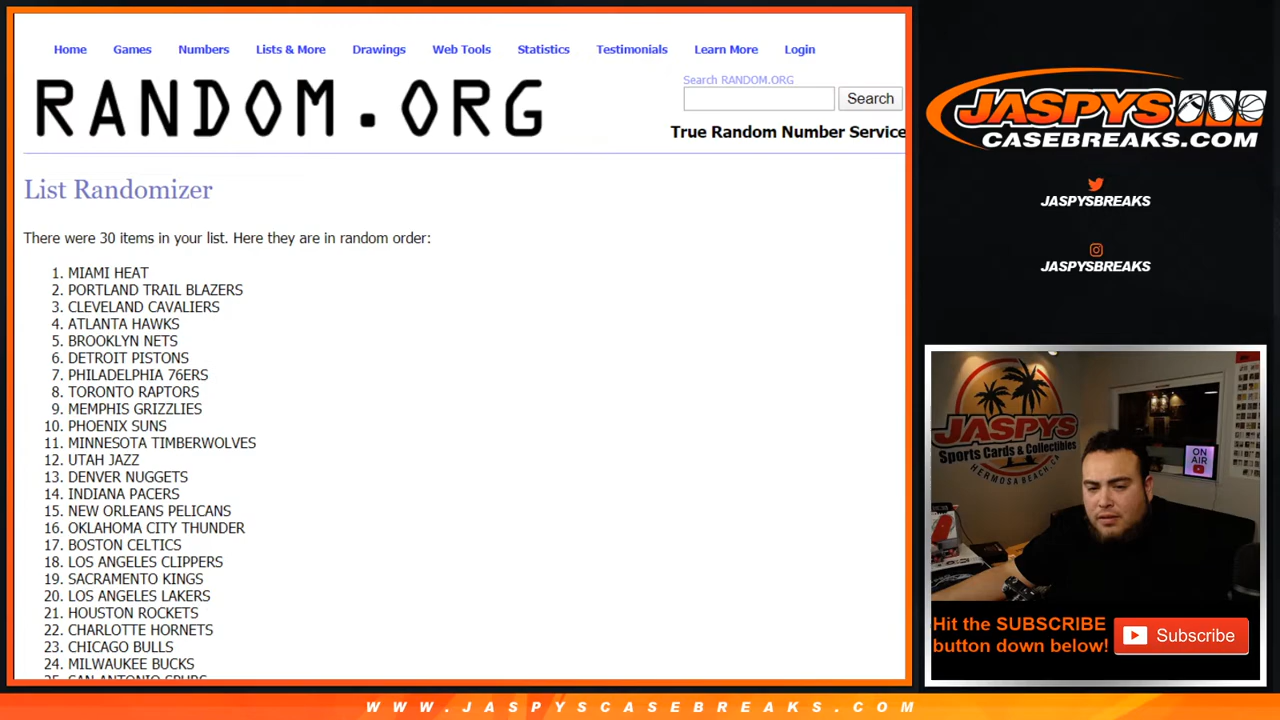 Home Games Numbers Lists & More Drawings Web Tools Statistics Testimonials Learn More Login
RANDOM.ORG
Search RANDOM.ORG
Search
True Random Number Service
List Randomizer
There were 30 items in your list. Here they are in random order:
1. MIAMI HEAT
2. PORTLAND TRAIL BLAZERS
3. CLEVELAND CAVALIERS
4. ATLANTA HAWKS
5. BROOKLYN NETS
6. DETROIT PISTONS
7. PHILADELPHIA 76ERS
8. TORONTO RAPTORS
9. MEMPHIS GRIZZLIES
10. PHOENIX SUNS
11. MINNESOTA TIMBERWOLVES
12. UTAH JAZZ
13. DENVER NUGGETS
14. INDIANA PACERS
15. NEW ORLEANS PELICANS
16. OKLAHOMA CITY THUNDER
17. BOSTON CELTICS
18. LOS ANGELES CLIPPERS
19. SACRAMENTO KINGS
20. LOS ANGELES LAKERS
21. HOUSTON ROCKETS
22. CHARLOTTE HORNETS
23. CHICAGO BULLS
24. MILWAUKEE BUCKS
25. SAN ANTONIO SPURS
JASPYS
CASEBREAKS.COM
JASPYSBREAKS
JASPYSBREAKS
JASPYS
Sports Cards & Collectibles
HERMOSA BEACH, CA
ON
AIR
Hit the SUBSCRIBE
button down below!
Subscribe
WWW.JASPYSCASEBREAKS.COM